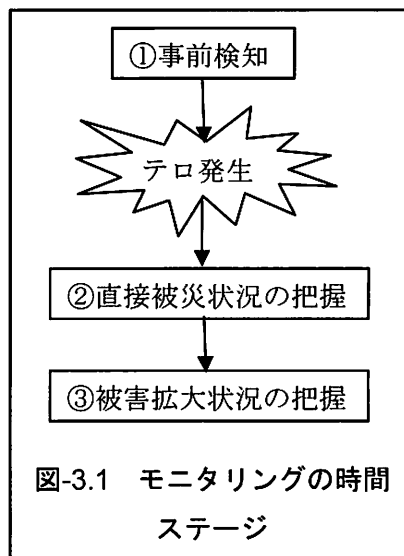 ①事前検知
テロ発生
②直接被災状況の把握
③被害拡大状況の把握
図-3.1 モニタリングの時間
ステージ